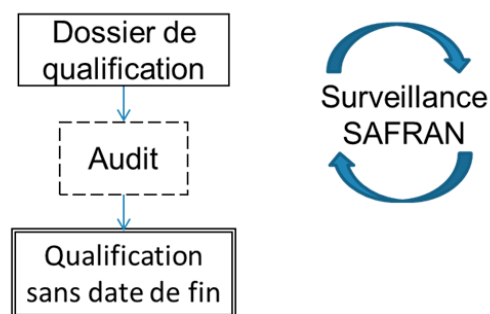 Dossier de
qualification
Audit
Qualification
sans date de fin
Surveillance
SAFRAN